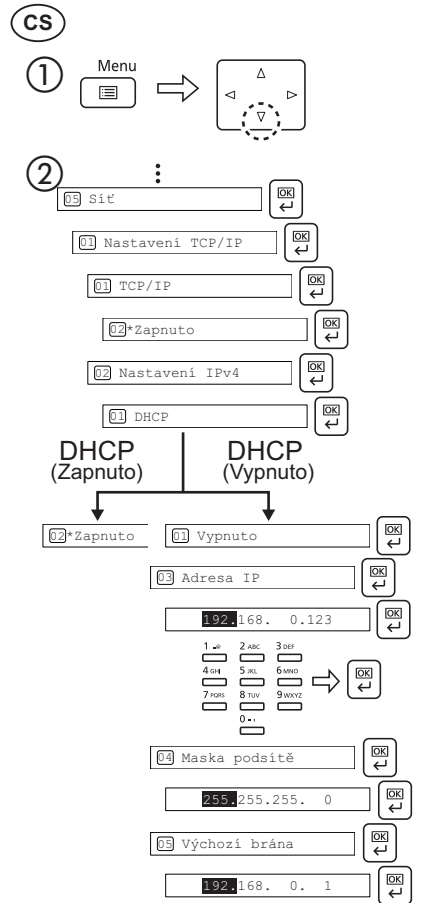 CS
1 Menu
2
05 Síť OK
01 Nastavení TCP/IP OK
01 TCP/IP OK
02*Zapnuto OK
02 Nastavení IPv4 OK
01 DHCP OK
DHCP
(Zapnuto)
DHCP
(Vypnuto)
02*Zapnuto
01 Vypnuto OK
03 Adresa IP OK
192.168.  0.123 OK
1 .@ 2 ABC 3 DEF
4 GHI 5 JKL 6 MNO OK
7 PQRS 8 TUV 9 WXYZ
0 - ,
04 Maska podsítě OK
255.255.255.  0 OK
05 Výchozí brána OK
192.168.  0.  1 OK